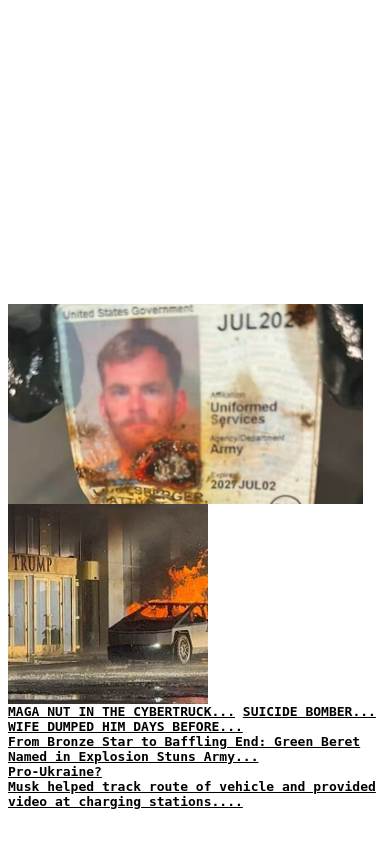 United States Government
JUL202
Affiliation
Uniformed
Services
Agency/Department
Army
Expires
2027JUL02
TRUMP
MAGA NUT IN THE CYBERTRUCK... SUICIDE BOMBER...
WIFE DUMPED HIM DAYS BEFORE...
From Bronze Star to Baffling End: Green Beret
Named in Explosion Stuns Army...
Pro-Ukraine?
Musk helped track route of vehicle and provided
video at charging stations....